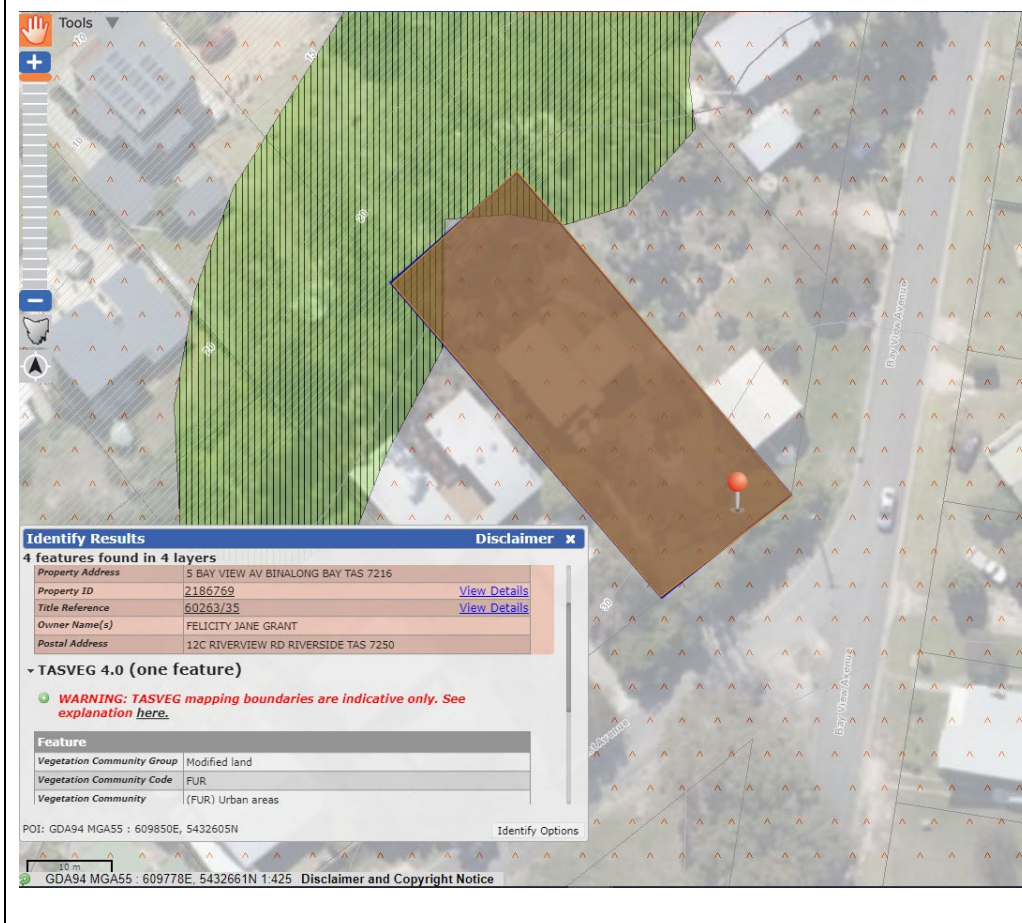 Tools
10
15
10
20
20
Bay View Avenue
Identify Results Disclaimer x
4 features found in 4 layers
Property Address 5 BAY VIEW AV BINALONG BAY TAS 7216
Property ID 2186769 View Details
Title Reference 60263/35 View Details
Owner Name(s) FELICITY JANE GRANT
Postal Address 12C RIVERVIEW RD RIVERSIDE TAS 7250
TASVEG 4.0 (one feature)
WARNING: TASVEG mapping boundaries are indicative only. See
explanation here.
Feature
Vegetation Community Group Modified land
Vegetation Community Code FUR
Vegetation Community (FUR) Urban areas
POI: GDA94 MGA55 : 609850E, 5432605N Identify Options
30
Bay View Avenue
Avenue
10 m
GDA94 MGA55 : 609778E, 5432661N 1:425 Disclaimer and Copyright Notice